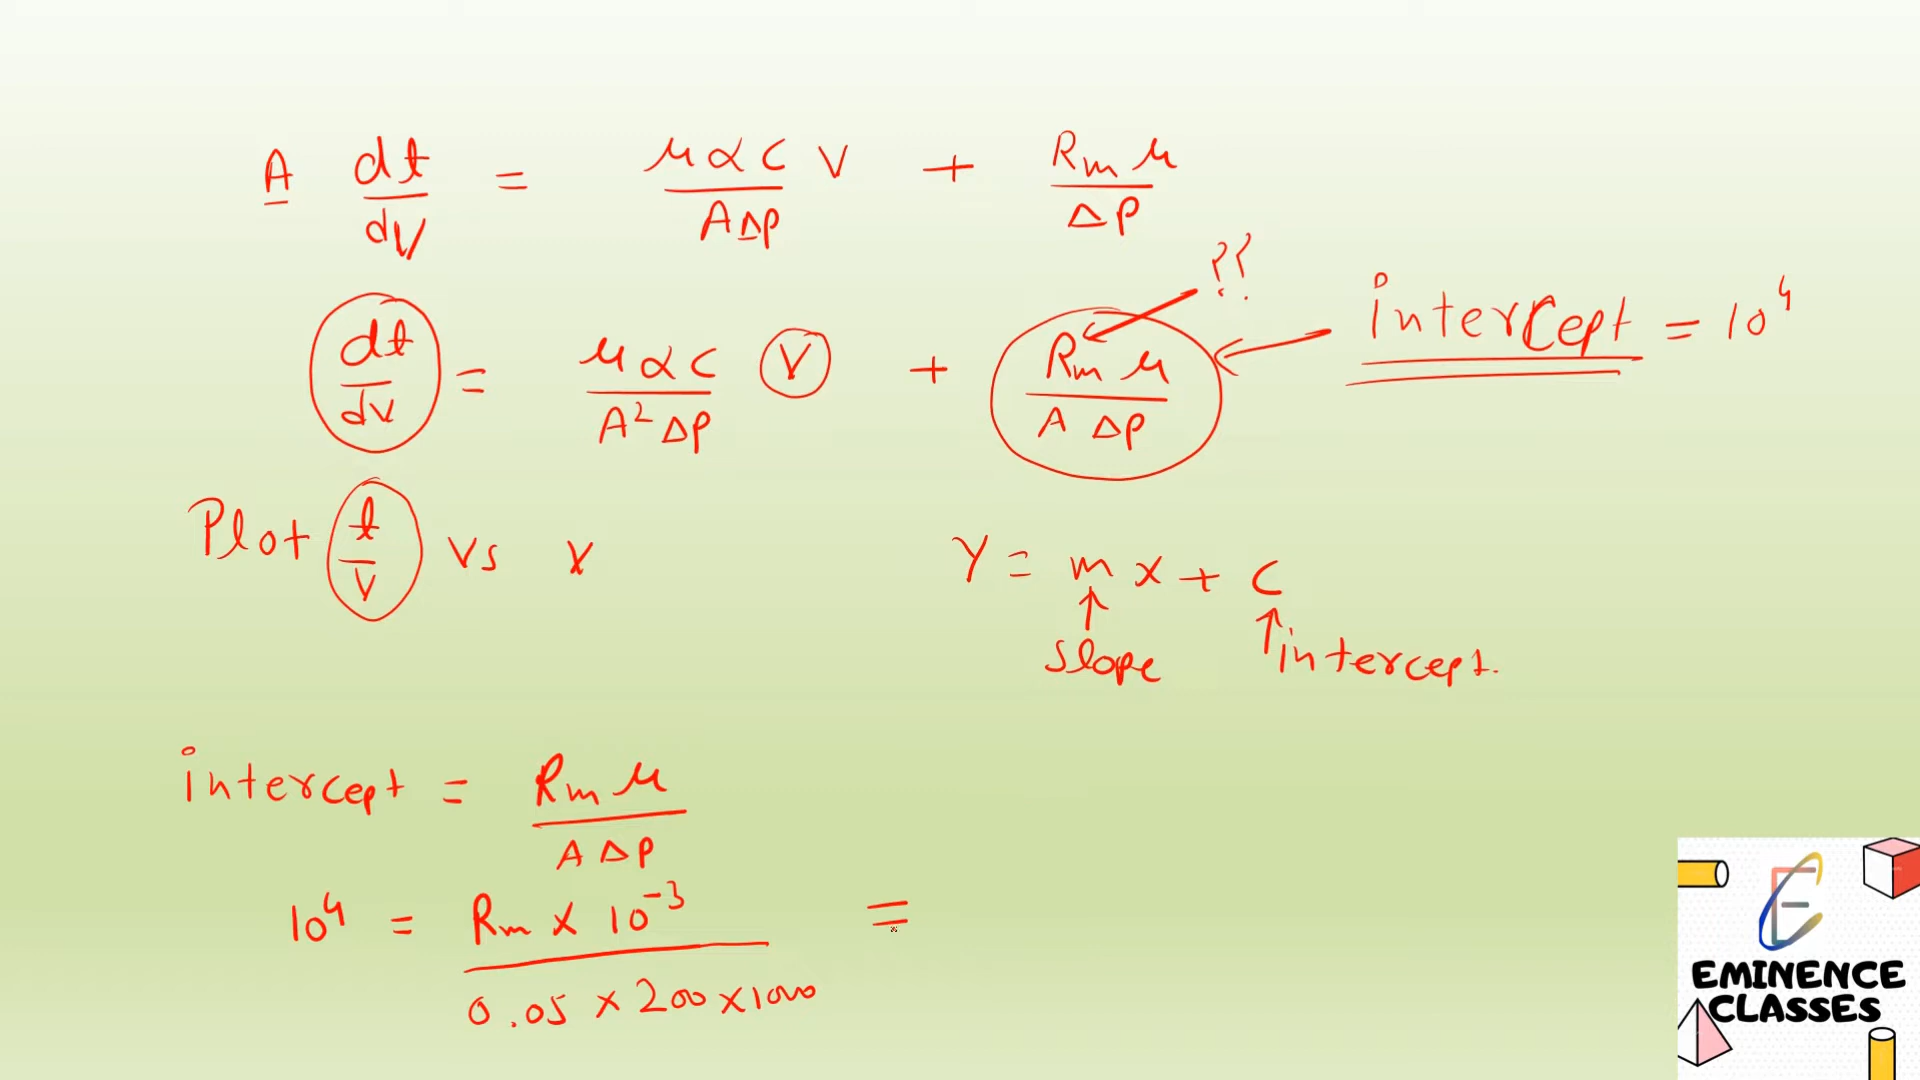 A dt/dV = μαC/AΔP V + Rm μ/ΔP
??
dt/dv = μαC/A²ΔP V + Rm μ/A ΔP intercept = 10⁴
Plot t/V vs V
Y = mx + C
slope intercept.
intercept = Rm μ/A ΔP
10⁴ = Rm × 10⁻³/0.05 × 200 × 1000 =
EMINENCE
CLASSES